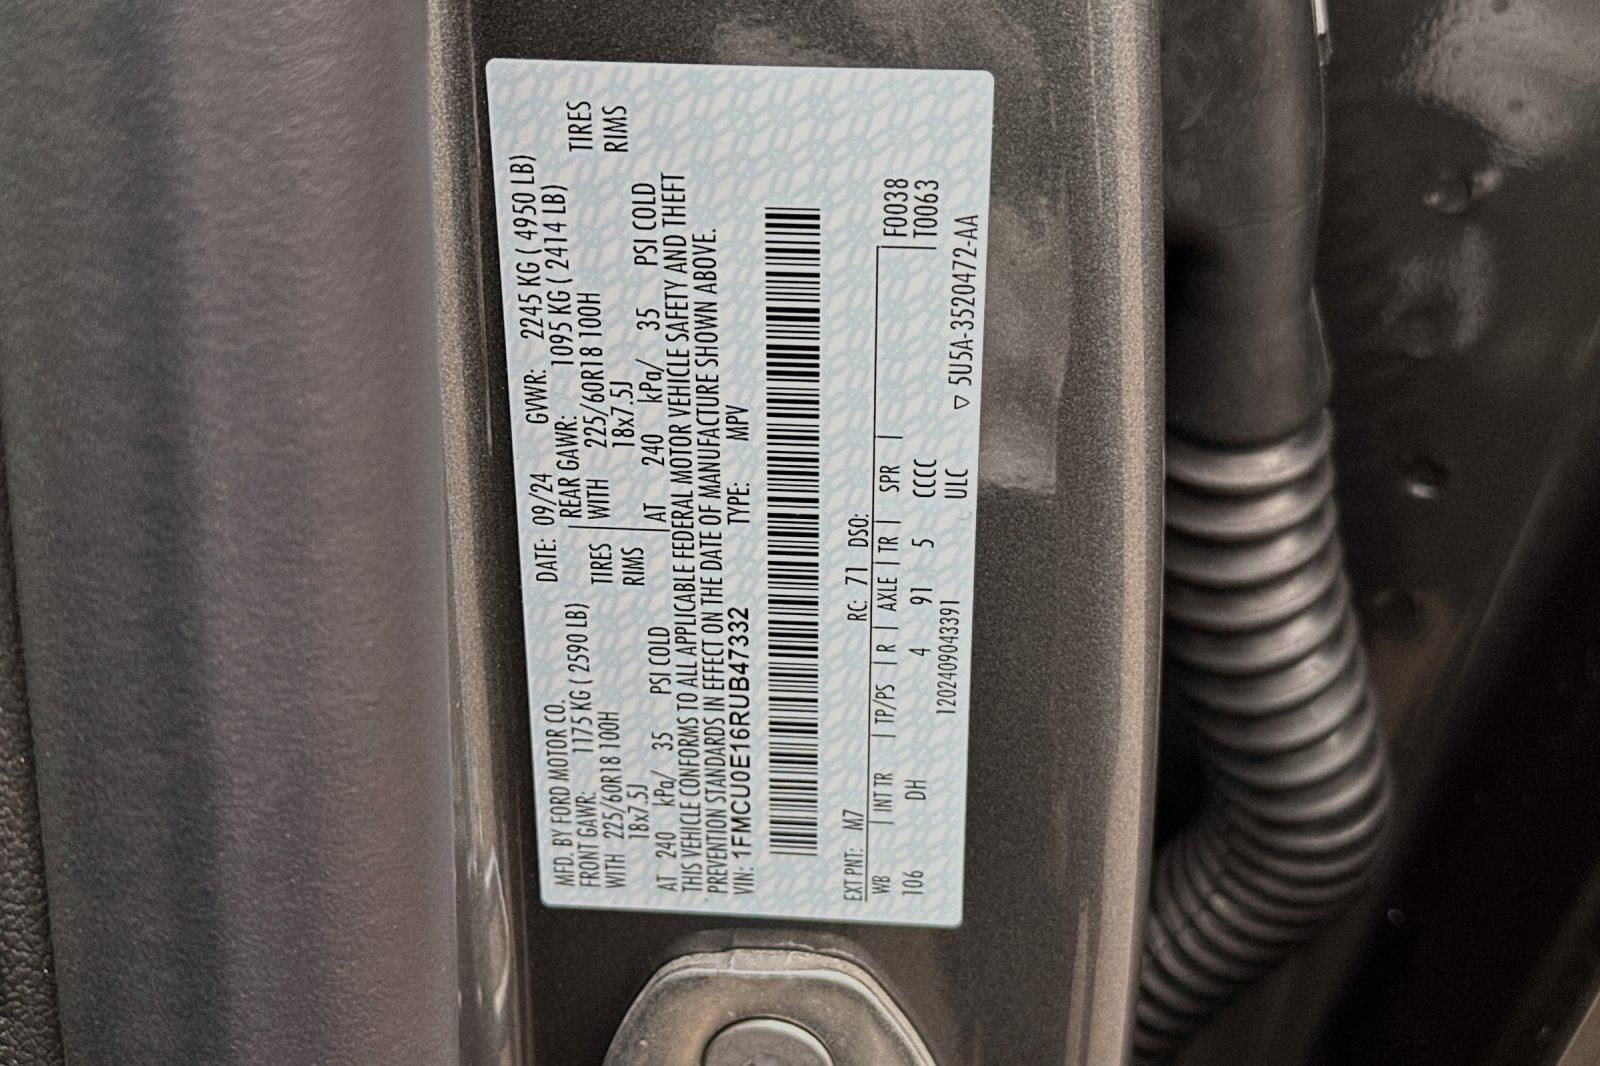 MFD. BY FORD MOTOR CO. DATE: 09/24 GVWR: 2245 KG ( 4950 LB)
FRONT GAWR: 1175 KG ( 2590 LB) REAR GAWR: 1095 KG ( 2414 LB)
WITH 225/60R18 100H TIRES WITH 225/60R18 100H TIRES
18x7.5J RIMS 18x7.5J RIMS
AT 240 kPa/ 35 PSI COLD AT 240 kPa/ 35 PSI COLD
THIS VEHICLE CONFORMS TO ALL APPLICABLE FEDERAL MOTOR VEHICLE SAFETY AND THEFT
PREVENTION STANDARDS IN EFFECT ON THE DATE OF MANUFACTURE SHOWN ABOVE.
VIN: 1FMCU0E16RUB47332 TYPE: MPV
EXT PNT: M7 RC: 71 DSO:
WB INT TR TP/PS R AXLE TR SPR F0038
106 DH 4 91 5 CCCC T0063
1202409043391 ULC ▽ 5U5A-3520472-AA